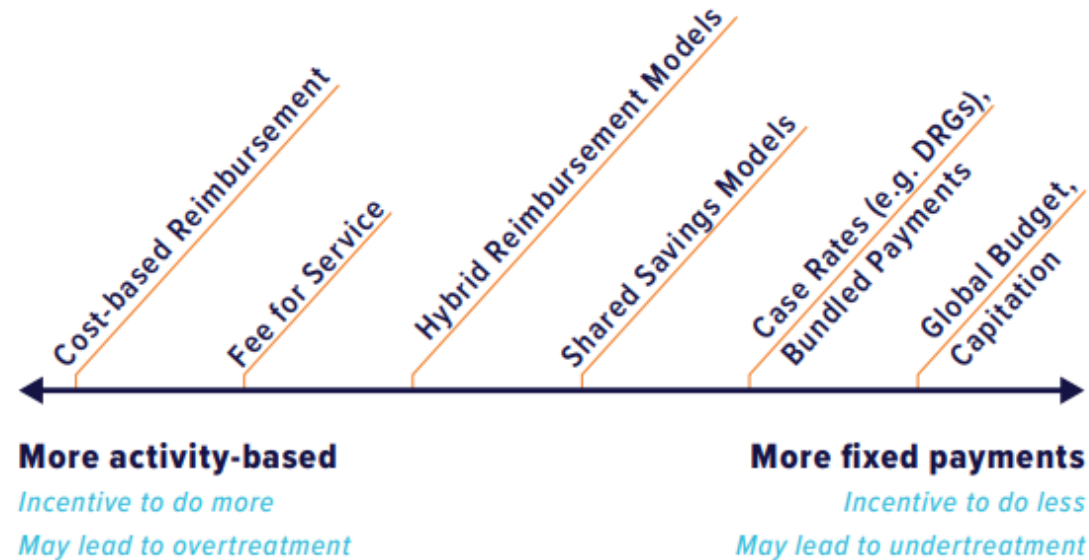 Cost-based Reimbursement
Fee for Service
Hybrid Reimbursement Models
Shared Savings Models
Case Rates (e.g. DRGs),
Bundled Payments
Global Budget,
Capitation
More activity-based
Incentive to do more
May lead to overtreatment
More fixed payments
Incentive to do less
May lead to undertreatment